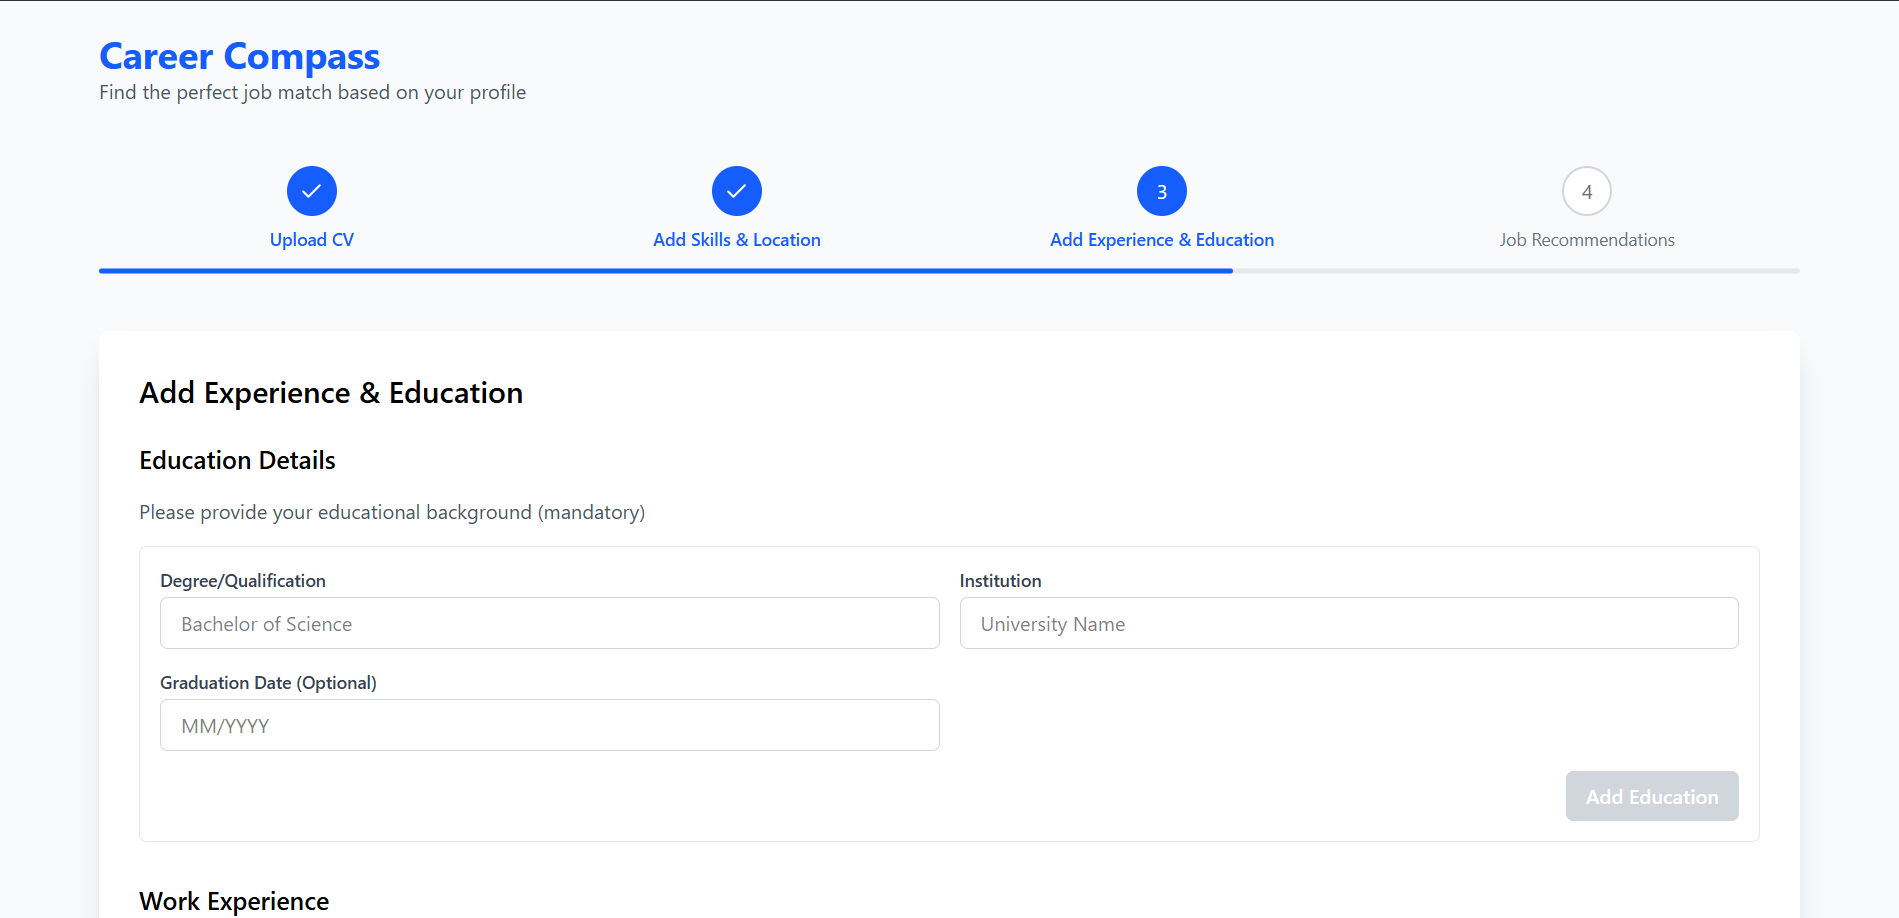 Career Compass
Find the perfect job match based on your profile
3
4
Upload CV
Add Skills & Location
Add Experience & Education
Job Recommendations
Add Experience & Education
Education Details
Please provide your educational background (mandatory)
Degree/Qualification
Institution
Bachelor of Science
University Name
Graduation Date (Optional)
MM/YYYY
Add Education
Work Experience